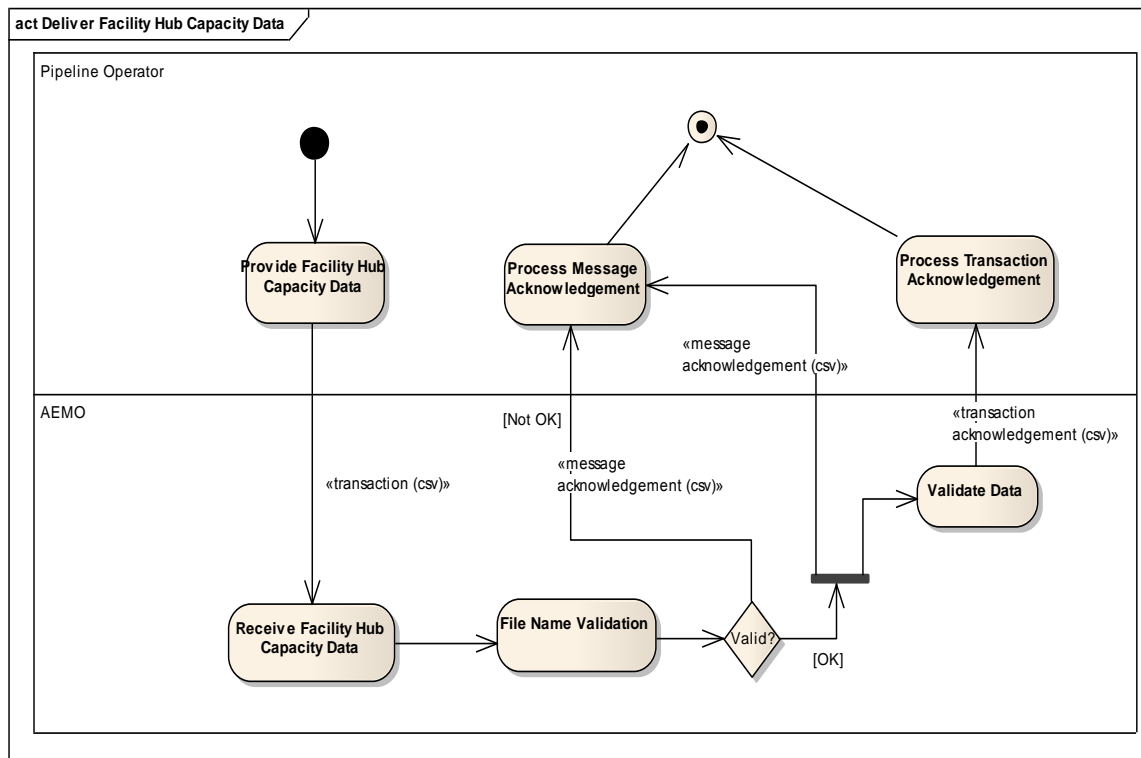 act Deliver Facility Hub Capacity Data
Pipeline Operator
Provide Facility Hub
Capacity Data
Process Message
Acknowledgement
Process Transaction
Acknowledgement
«message
acknowledgement (csv)»
AEMO
[Not OK]
«transaction
acknowledgement (csv)»
«message
acknowledgement (csv)»
«transaction (csv)»
Validate Data
Receive Facility Hub
Capacity Data
File Name Validation
Valid?
[OK]